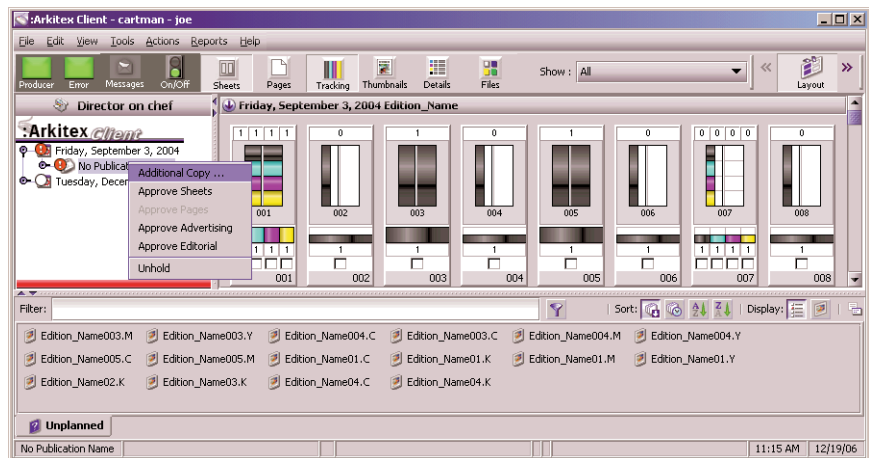 :Arkitex Client - cartman - joe
File Edit View Tools Actions Reports Help
Producer Error Messages On/Off Sheets Pages Tracking Thumbnails Details Files Show : All Layout
Director on chef
Friday, September 3, 2004 Edition_Name
:Arkitex Client
Friday, September 3, 2004
No Publicat
Tuesday, Decem
Additional Copy ...
Approve Sheets
Approve Pages
Approve Advertising
Approve Editorial
Unhold
1 1 1 1 0 1 0 1 0 0 0 0 0 0
001 002 003 004 005 006 007 008
1 1 1 1 1 1 1 1 1 1 1 1 1
001 002 003 004 005 006 007 008
Filter: Sort: Display:
Edition_Name003.M Edition_Name003.Y Edition_Name004.C Edition_Name003.C Edition_Name004.M Edition_Name004.Y
Edition_Name005.C Edition_Name005.M Edition_Name01.C Edition_Name01.K Edition_Name01.M Edition_Name01.Y
Edition_Name02.K Edition_Name03.K Edition_Name04.C Edition_Name04.K
Unplanned
No Publication Name 11:15 AM 12/19/06